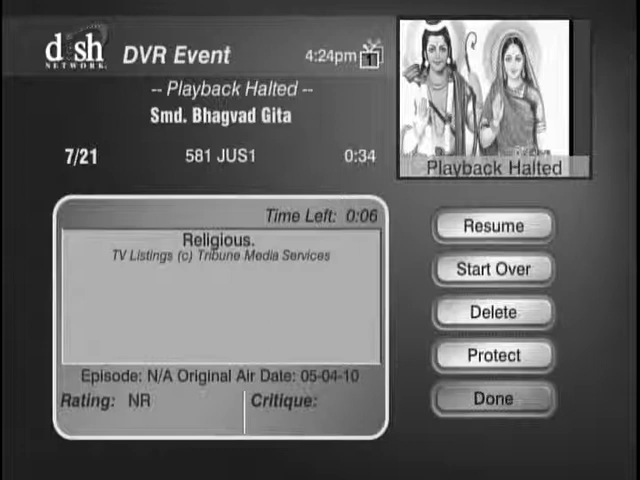 dish
NETWORK.
DVR Event
4:24pm
1
-- Playback Halted --
Smd. Bhagvad Gita
7/21 581 JUS1 0:34
Playback Halted
Time Left: 0:06
Religious.
TV Listings (c) Tribune Media Services
Episode: N/A Original Air Date: 05-04-10
Rating: NR Critique:
Resume
Start Over
Delete
Protect
Done